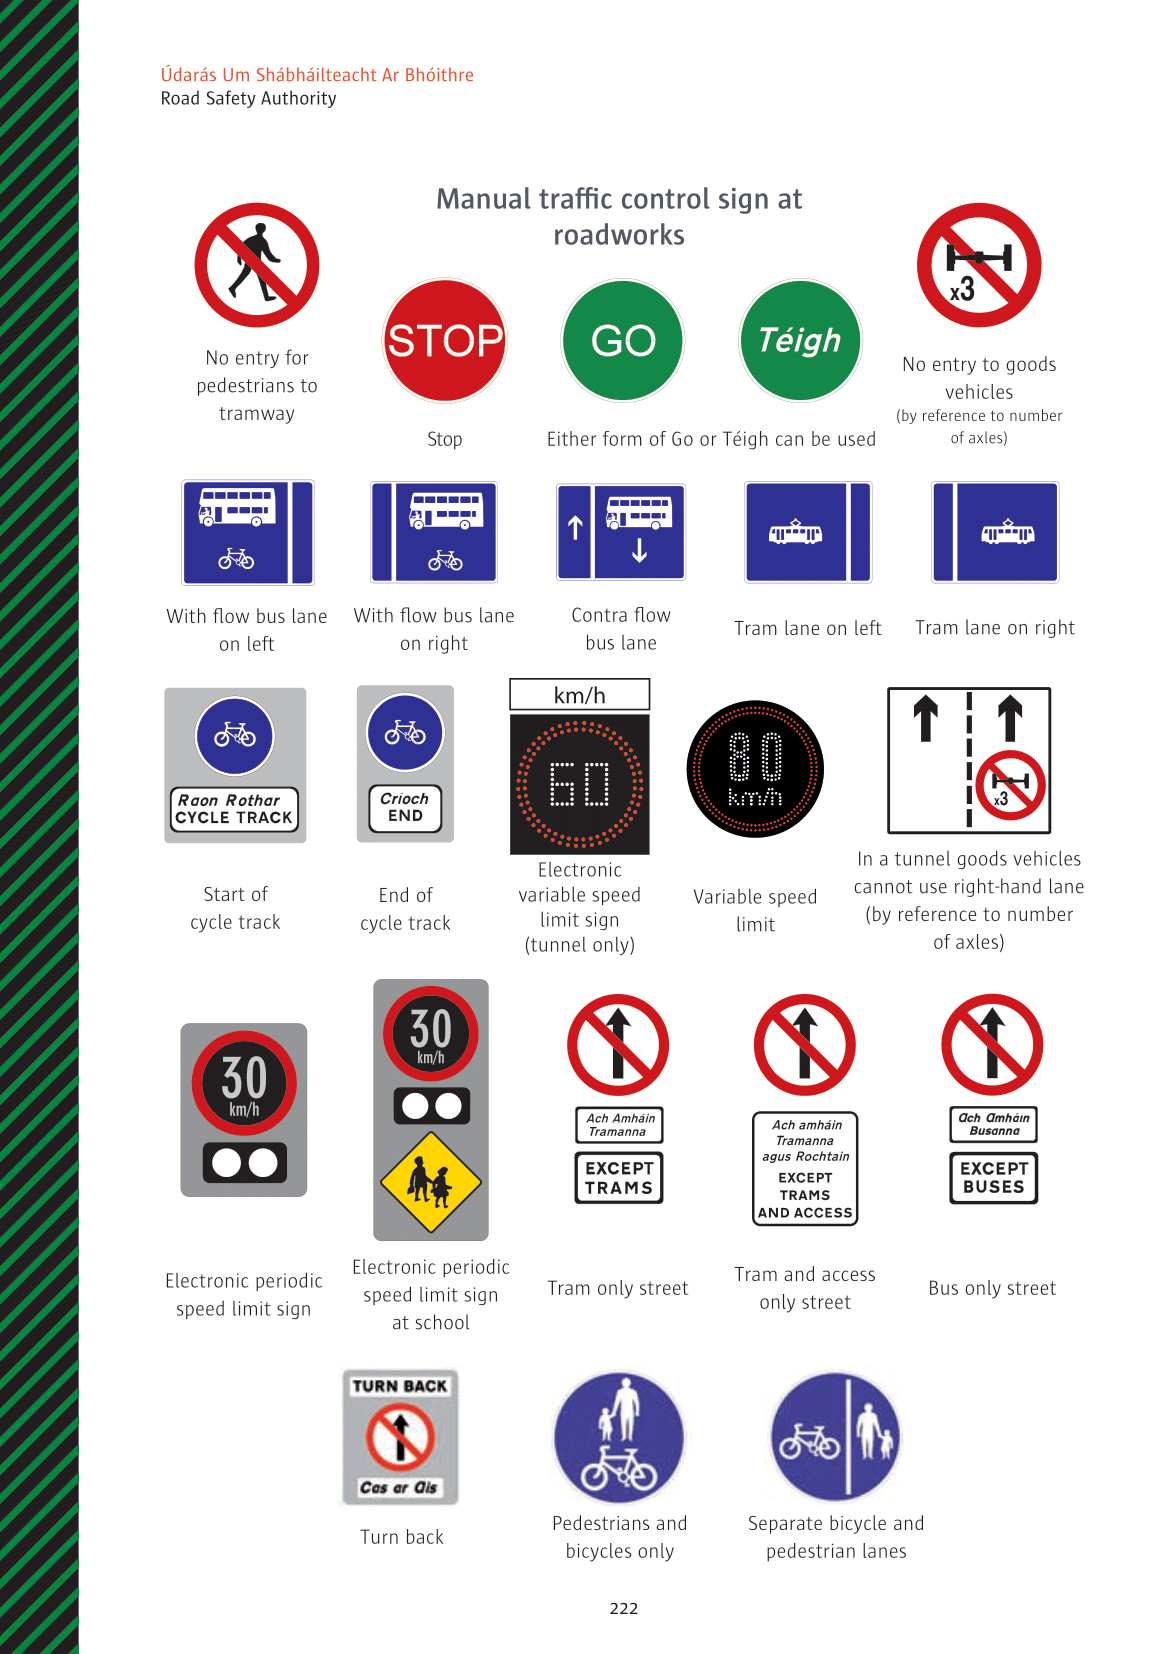 Údarás Um Shábháilteacht Ar Bhóithre
Road Safety Authority
Manual traffic control sign at
roadworks
STOP
GO
Téigh
x3
No entry for
pedestrians to
tramway
Stop
Either form of Go or Téigh can be used
No entry to goods
vehicles
(by reference to number
of axles)
With flow bus lane
on left
With flow bus lane
on right
Contra flow
bus lane
Tram lane on left
Tram lane on right
Raon Rothar
CYCLE TRACK
Críoch
END
km/h
60
80
km/h
x3
Start of
cycle track
End of
cycle track
Electronic
variable speed
limit sign
(tunnel only)
Variable speed
limit
In a tunnel goods vehicles
cannot use right-hand lane
(by reference to number
of axles)
30
km/h
30
km/h
Ach Amháin
Tramanna
EXCEPT
TRAMS
Ach amháin
Tramanna
agus Rochtain
EXCEPT
TRAMS
AND ACCESS
Ach Amháin
Busanna
EXCEPT
BUSES
Electronic periodic
speed limit sign
Electronic periodic
speed limit sign
at school
Tram only street
Tram and access
only street
Bus only street
TURN BACK
Cas ar Ais
Turn back
Pedestrians and
bicycles only
Separate bicycle and
pedestrian lanes
222